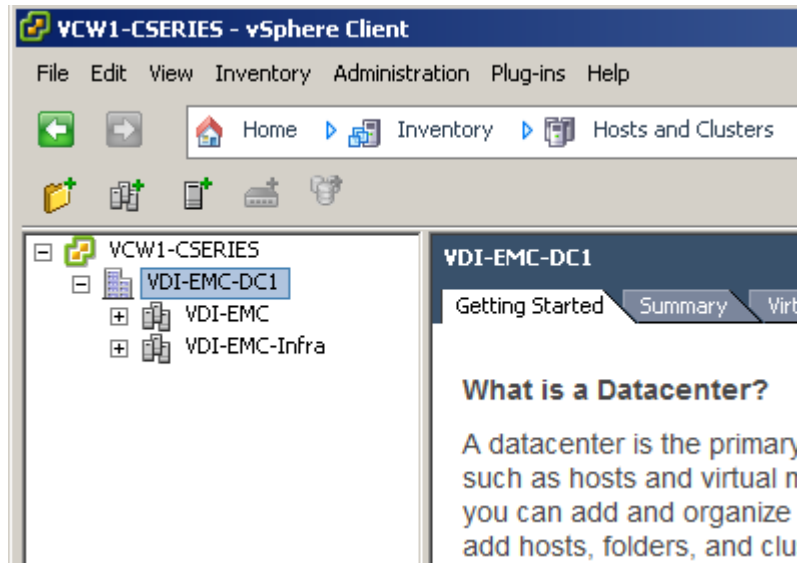 VCW1-CSERIES - vSphere Client
File Edit View Inventory Administration Plug-ins Help
Home Inventory Hosts and Clusters
VCW1-CSERIES
VDI-EMC-DC1
VDI-EMC
VDI-EMC-Infra
VDI-EMC-DC1
Getting Started Summary Virt
What is a Datacenter?
A datacenter is the primary
such as hosts and virtual
you can add and organize
add hosts, folders, and clu